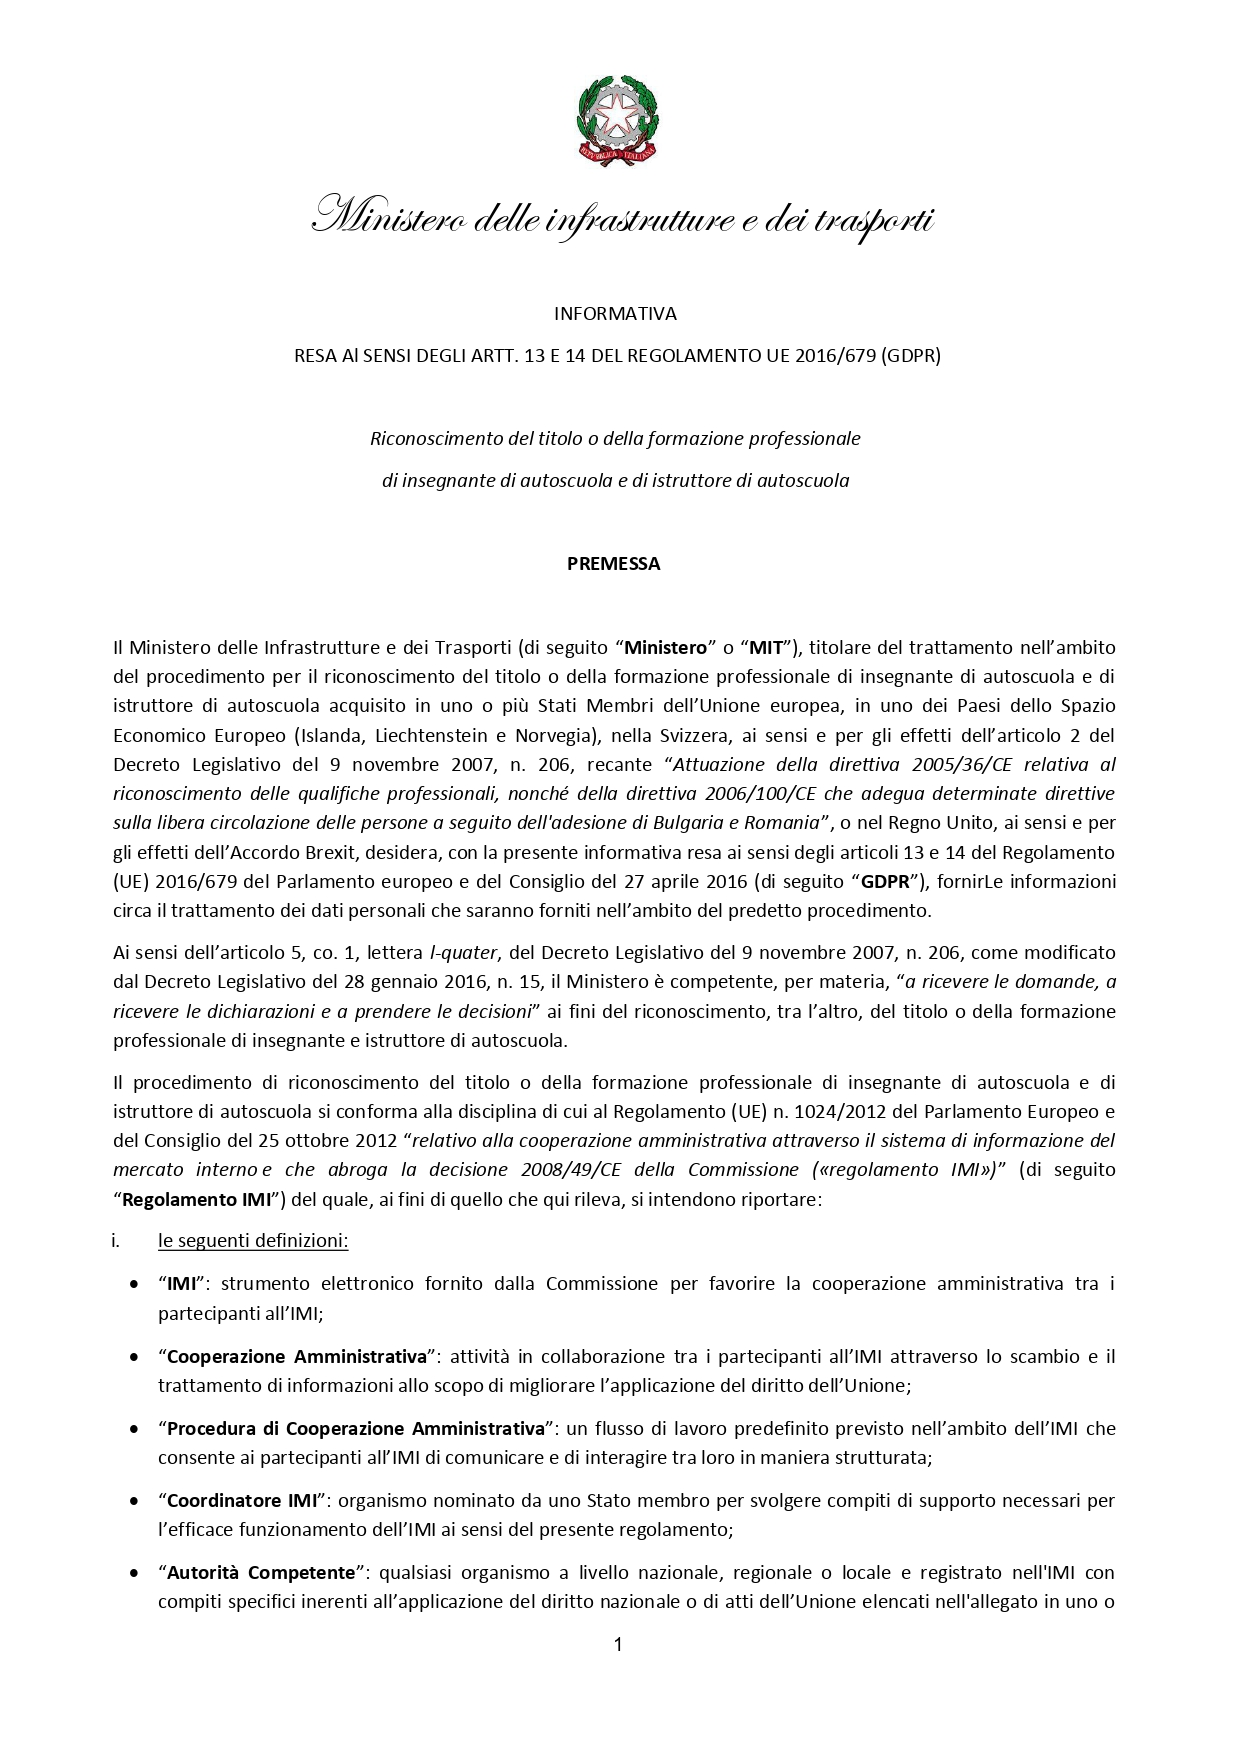 REPVBBLICA ITALIANA
Ministero delle infrastrutture e dei trasporti
INFORMATIVA
RESA Al SENSI DEGLI ARTT. 13 E 14 DEL REGOLAMENTO UE 2016/679 (GDPR)
Riconoscimento del titolo o della formazione professionale
di insegnante di autoscuola e di istruttore di autoscuola
PREMESSA
Il Ministero delle Infrastrutture e dei Trasporti (di seguito “Ministero” o “MIT”), titolare del trattamento nell’ambito
del procedimento per il riconoscimento del titolo o della formazione professionale di insegnante di autoscuola e di
istruttore di autoscuola acquisito in uno o più Stati Membri dell’Unione europea, in uno dei Paesi dello Spazio
Economico Europeo (Islanda, Liechtenstein e Norvegia), nella Svizzera, ai sensi e per gli effetti dell’articolo 2 del
Decreto Legislativo del 9 novembre 2007, n. 206, recante “Attuazione della direttiva 2005/36/CE relativa al
riconoscimento delle qualifiche professionali, nonché della direttiva 2006/100/CE che adegua determinate direttive
sulla libera circolazione delle persone a seguito dell'adesione di Bulgaria e Romania”, o nel Regno Unito, ai sensi e per
gli effetti dell’Accordo Brexit, desidera, con la presente informativa resa ai sensi degli articoli 13 e 14 del Regolamento
(UE) 2016/679 del Parlamento europeo e del Consiglio del 27 aprile 2016 (di seguito “GDPR”), fornirLe informazioni
circa il trattamento dei dati personali che saranno forniti nell’ambito del predetto procedimento.
Ai sensi dell’articolo 5, co. 1, lettera l-quater, del Decreto Legislativo del 9 novembre 2007, n. 206, come modificato
dal Decreto Legislativo del 28 gennaio 2016, n. 15, il Ministero è competente, per materia, “a ricevere le domande, a
ricevere le dichiarazioni e a prendere le decisioni” ai fini del riconoscimento, tra l’altro, del titolo o della formazione
professionale di insegnante e istruttore di autoscuola.
Il procedimento di riconoscimento del titolo o della formazione professionale di insegnante di autoscuola e di
istruttore di autoscuola si conforma alla disciplina di cui al Regolamento (UE) n. 1024/2012 del Parlamento Europeo e
del Consiglio del 25 ottobre 2012 “relativo alla cooperazione amministrativa attraverso il sistema di informazione del
mercato interno e che abroga la decisione 2008/49/CE della Commissione («regolamento IMI»)” (di seguito
“Regolamento IMI”) del quale, ai fini di quello che qui rileva, si intendono riportare:
i. le seguenti definizioni:
• “IMI”: strumento elettronico fornito dalla Commissione per favorire la cooperazione amministrativa tra i
partecipanti all’IMI;
• “Cooperazione Amministrativa”: attività in collaborazione tra i partecipanti all’IMI attraverso lo scambio e il
trattamento di informazioni allo scopo di migliorare l’applicazione del diritto dell’Unione;
• “Procedura di Cooperazione Amministrativa”: un flusso di lavoro predefinito previsto nell’ambito dell’IMI che
consente ai partecipanti all’IMI di comunicare e di interagire tra loro in maniera strutturata;
• “Coordinatore IMI”: organismo nominato da uno Stato membro per svolgere compiti di supporto necessari per
l’efficace funzionamento dell’IMI ai sensi del presente regolamento;
• “Autorità Competente”: qualsiasi organismo a livello nazionale, regionale o locale e registrato nell'IMI con
compiti specifici inerenti all’applicazione del diritto nazionale o di atti dell’Unione elencati nell'allegato in uno o
1